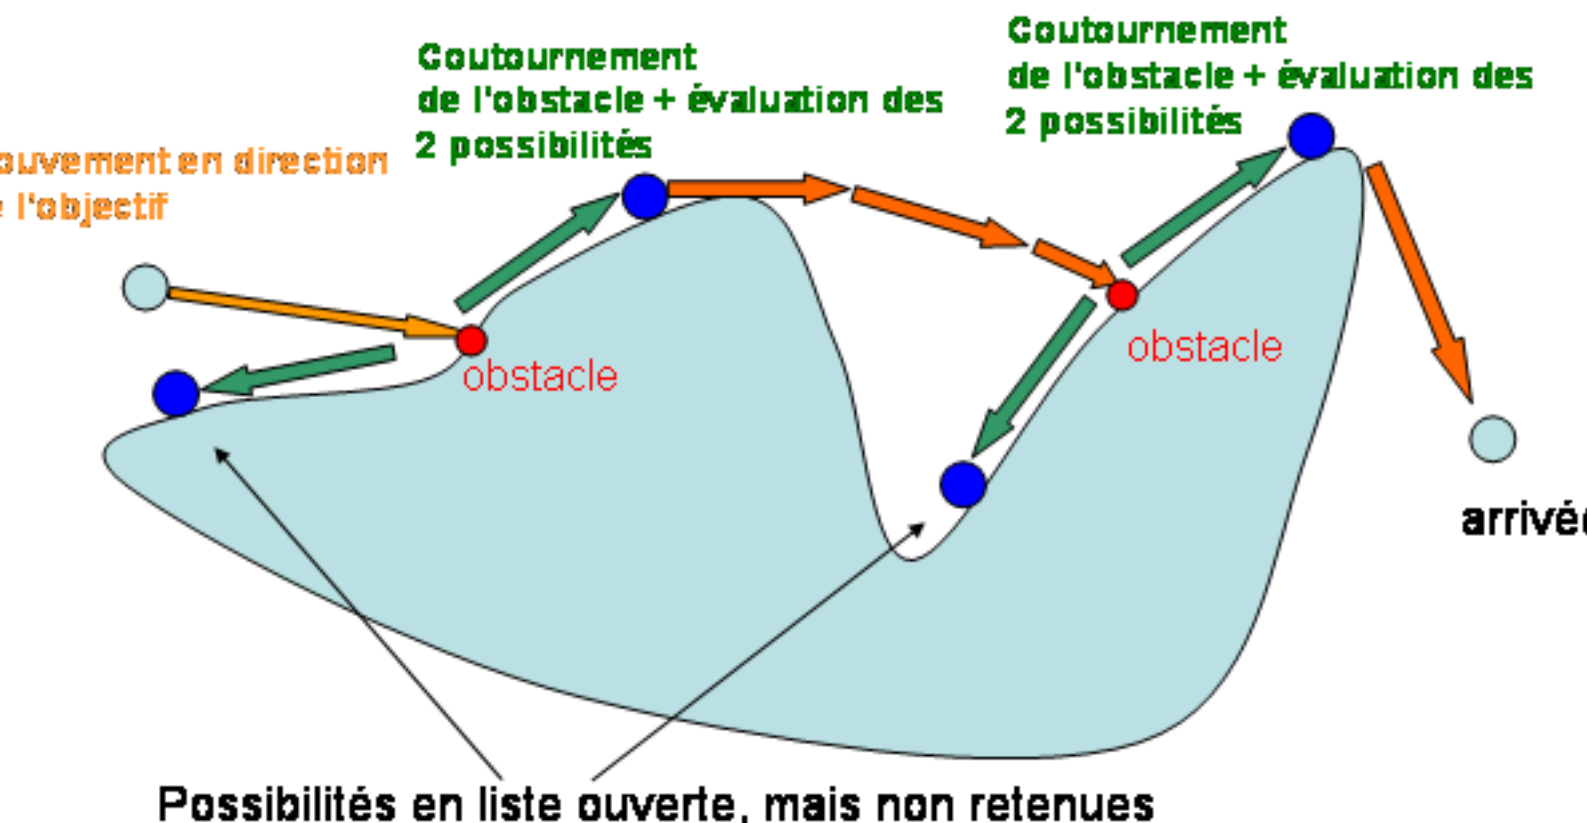 Coutournement
de l'obstacle + évaluation des
2 possibilités
Coutournement
de l'obstacle + évaluation des
2 possibilités
ouvement en direction
l'objectif
obstacle
obstacle
arrivée
Possibilités en liste ouverte, mais non retenues